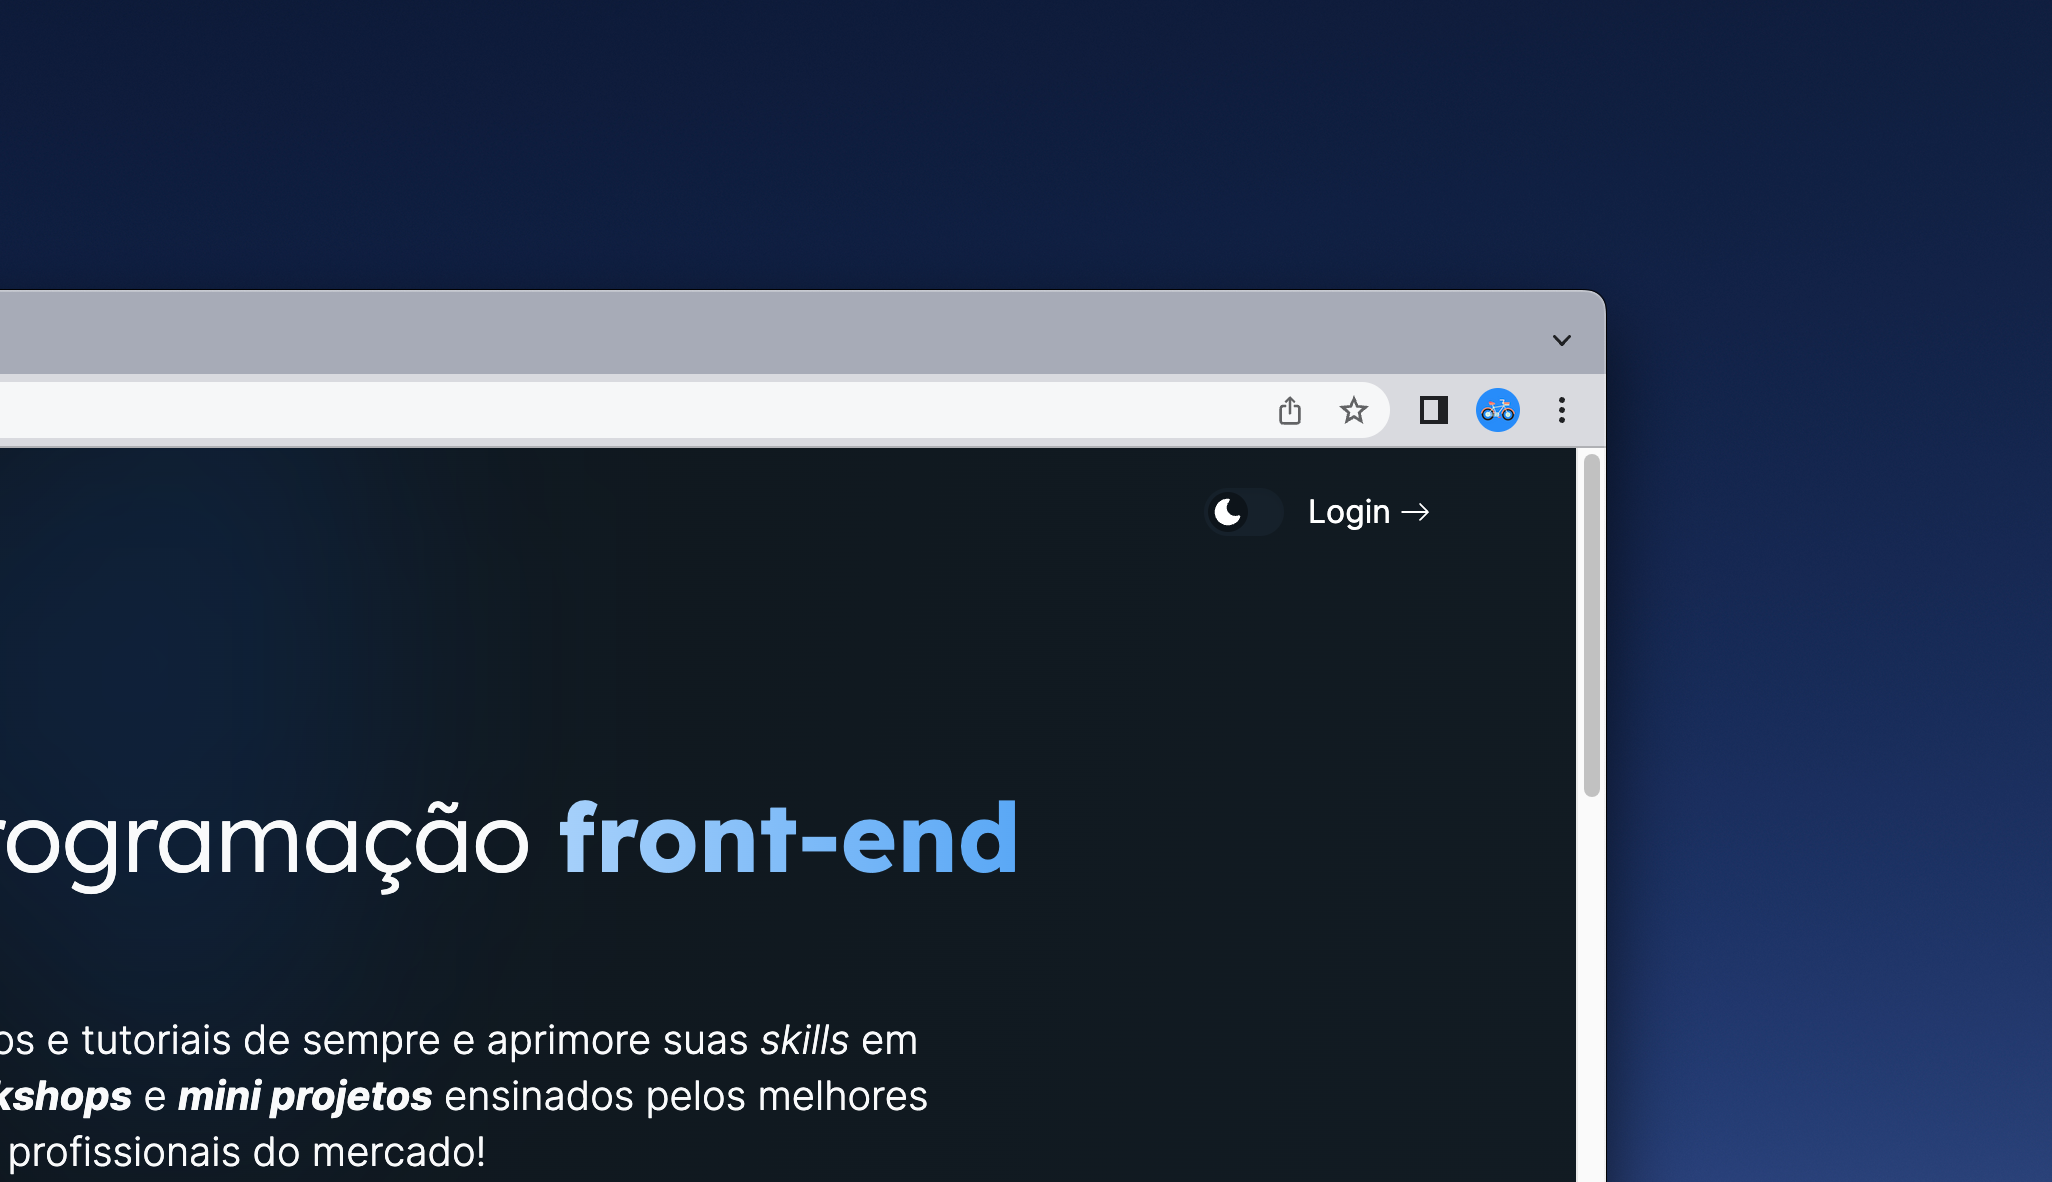 Login →
rogramação front-end
os e tutoriais de sempre e aprimore suas skills em
kshops e mini projetos ensinados pelos melhores
profissionais do mercado!